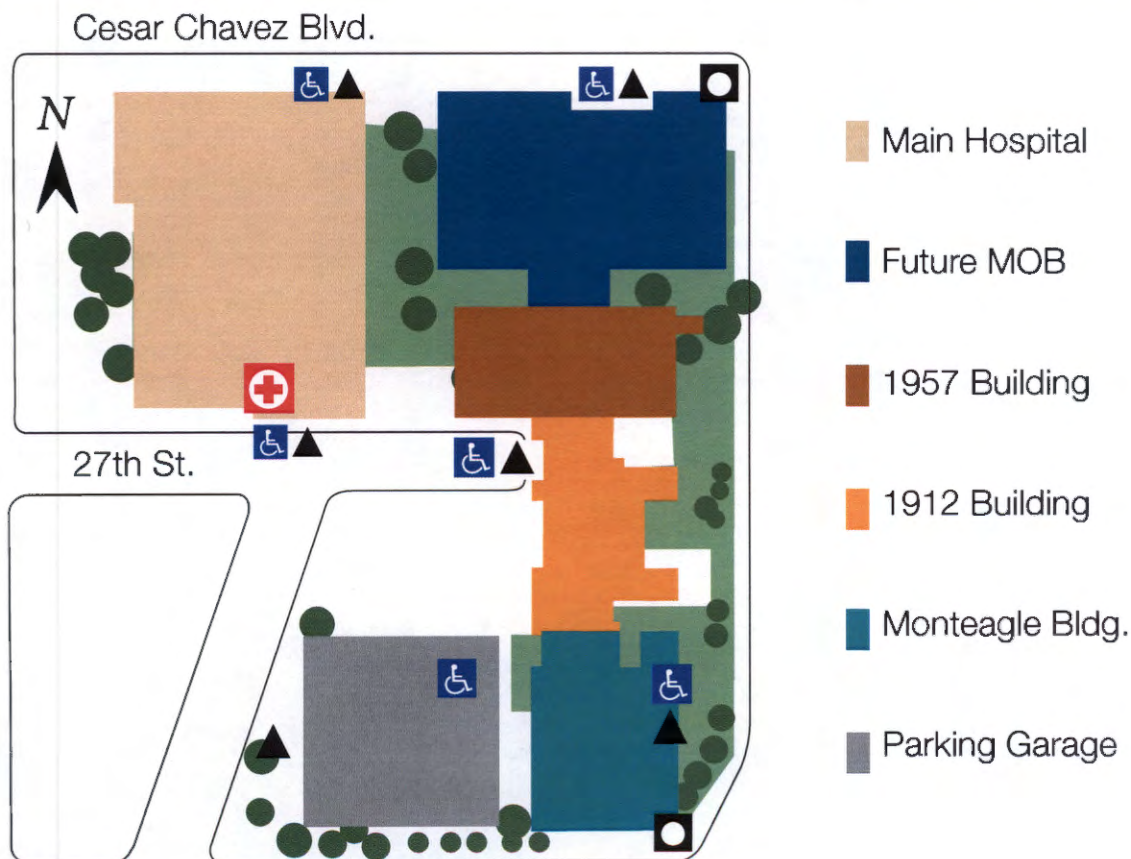 Cesar Chavez Blvd.
N
27th St.
Main Hospital
Future MOB
1957 Building
1912 Building
Monteagle Bldg.
Parking Garage